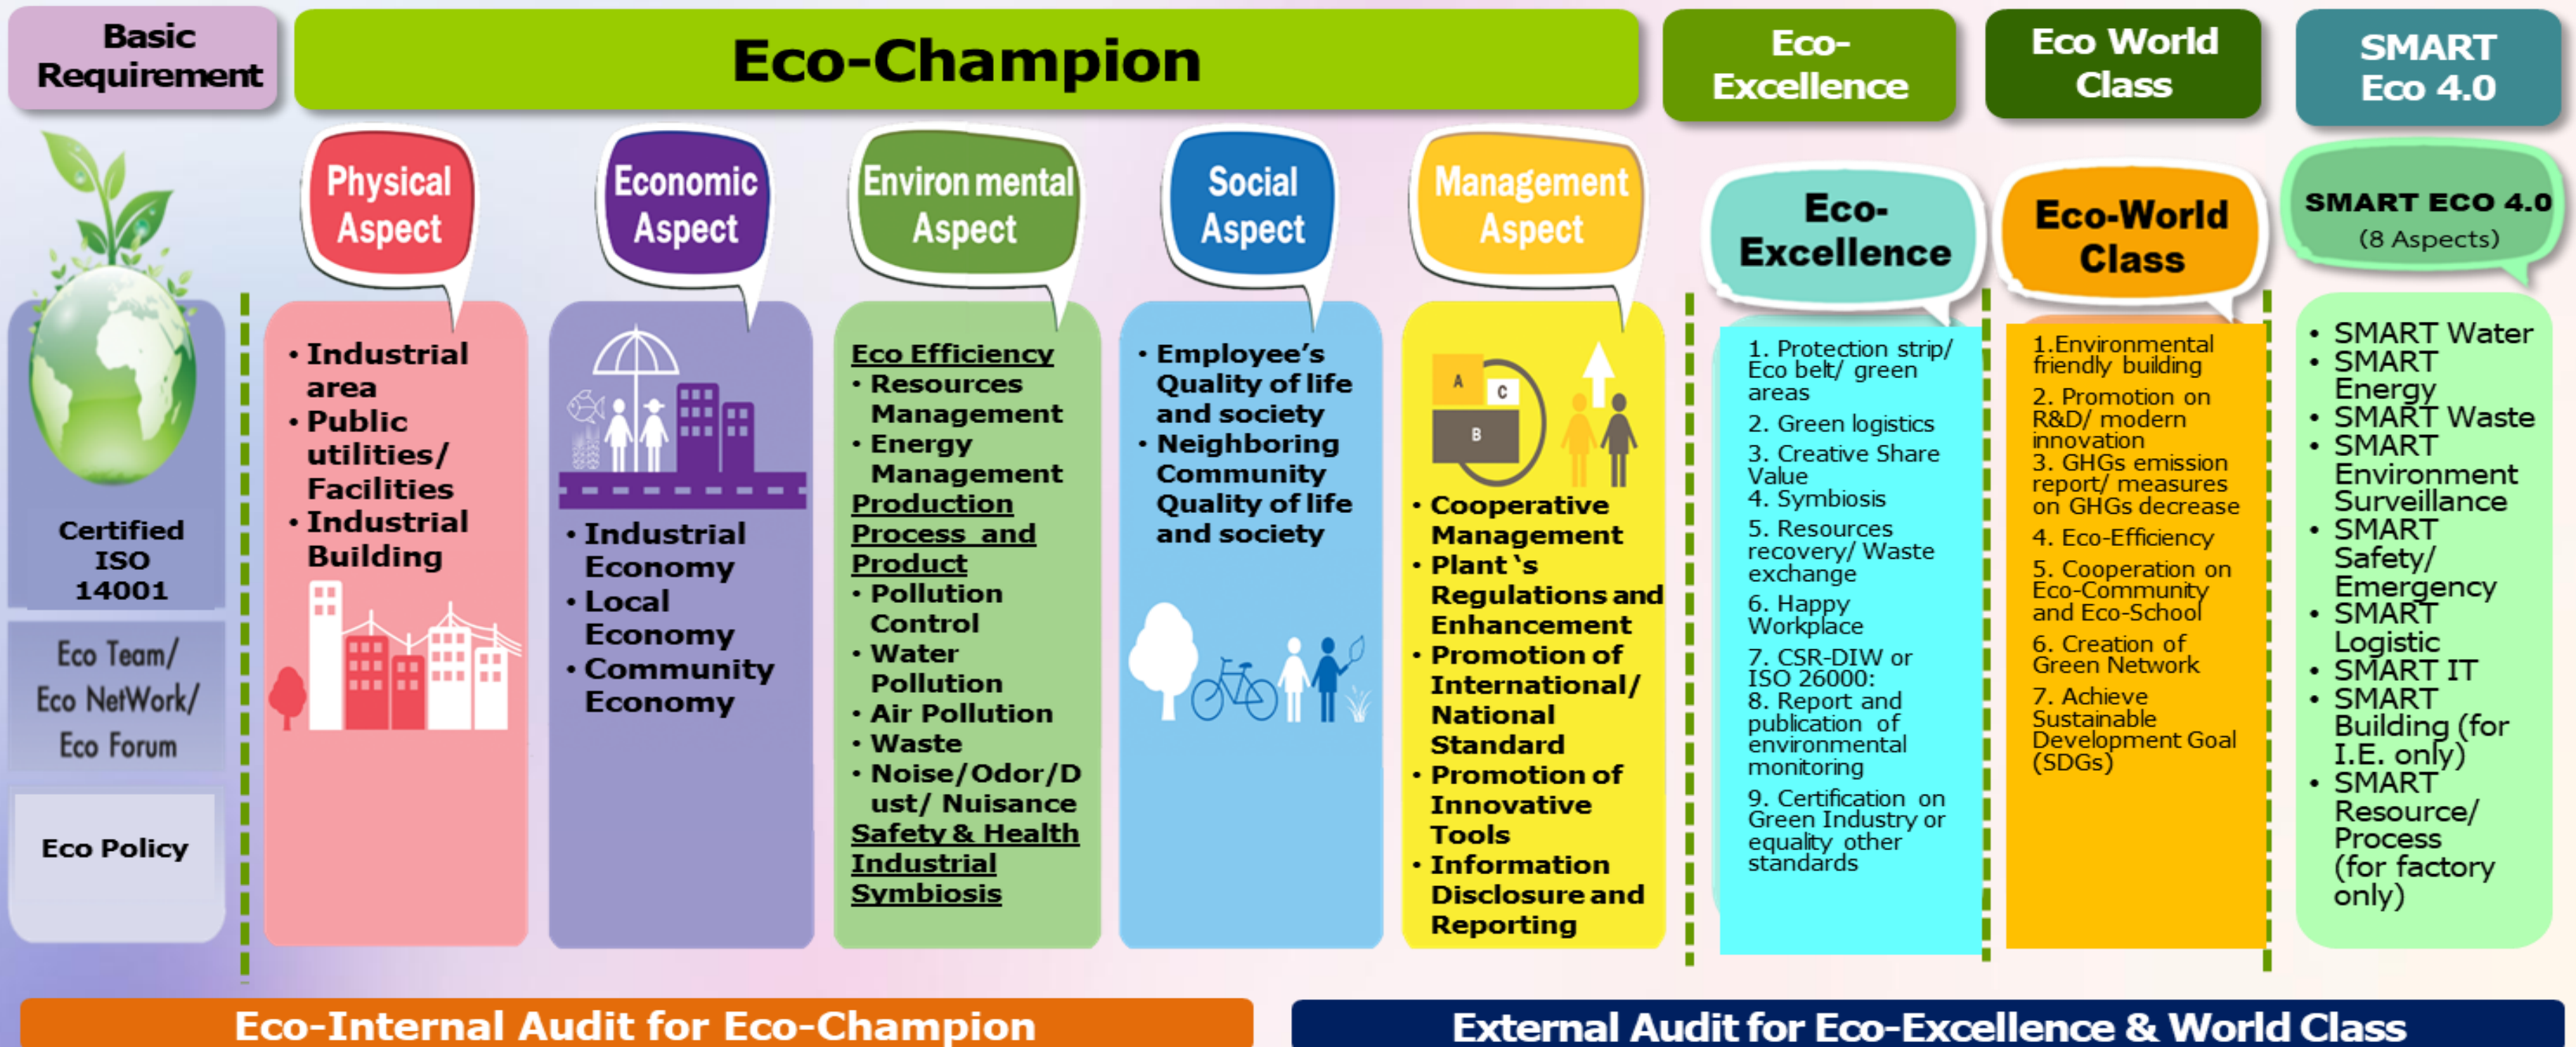 Basic
Requirement
Eco-Champion
Eco-
Excellence
Eco World
Class
SMART
Eco 4.0
Certified
ISO
14001
Eco Team/
Eco NetWork/
Eco Forum
Eco Policy
Physical
Aspect
• Industrial
area
• Public
utilities/
Facilities
• Industrial
Building
Economic
Aspect
• Industrial
Economy
• Local
Economy
• Community
Economy
Environ mental
Aspect
Eco Efficiency
• Resources
Management
• Energy
Management
Production
Process and
Product
• Pollution
Control
• Water
Pollution
• Air Pollution
• Waste
• Noise/Odor/D
ust/ Nuisance
Safety & Health
Industrial
Symbiosis
Social
Aspect
• Employee’s
Quality of life
and society
• Neighboring
Community
Quality of life
and society
Management
Aspect
A
C
B
• Cooperative
Management
• Plant ‘s
Regulations and
Enhancement
• Promotion of
International/
National
Standard
• Promotion of
Innovative
Tools
• Information
Disclosure and
Reporting
Eco-
Excellence
1. Protection strip/
Eco belt/ green
areas
2. Green logistics
3. Creative Share
Value
4. Symbiosis
5. Resources
recovery/ Waste
exchange
6. Happy
Workplace
7. CSR-DIW or
ISO 26000:
8. Report and
publication of
environmental
monitoring
9. Certification on
Green Industry or
equality other
standards
Eco-World
Class
1.Environmental
friendly building
2. Promotion on
R&D/ modern
innovation
3. GHGs emission
report/ measures
on GHGs decrease
4. Eco-Efficiency
5. Cooperation on
Eco-Community
and Eco-School
6. Creation of
Green Network
7. Achieve
Sustainable
Development Goal
(SDGs)
SMART ECO 4.0
(8 Aspects)
• SMART Water
• SMART
Energy
• SMART Waste
• SMART
Environment
Surveillance
• SMART
Safety/
Emergency
• SMART
Logistic
• SMART IT
• SMART
Building (for
I.E. only)
• SMART
Resource/
Process
(for factory
only)
Eco-Internal Audit for Eco-Champion
External Audit for Eco-Excellence & World Class